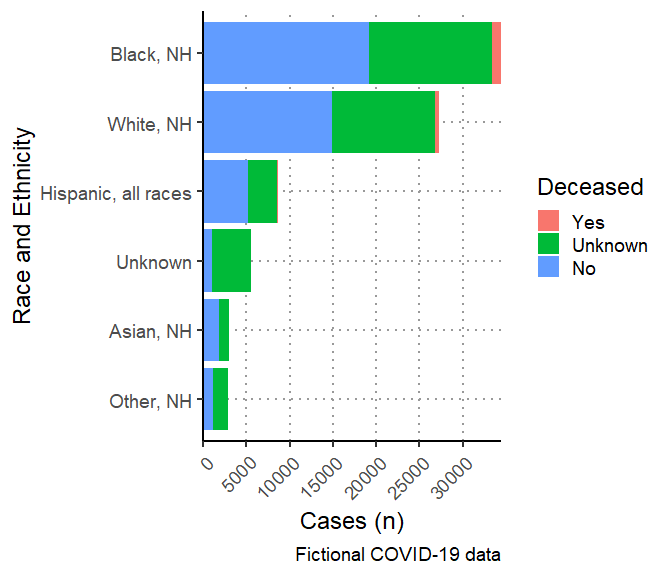 Race and Ethnicity
Black, NH
White, NH
Hispanic, all races
Unknown
Asian, NH
Other, NH
0
5000
10000
15000
20000
25000
30000
Cases (n)
Fictional COVID-19 data
Deceased
Yes
Unknown
No